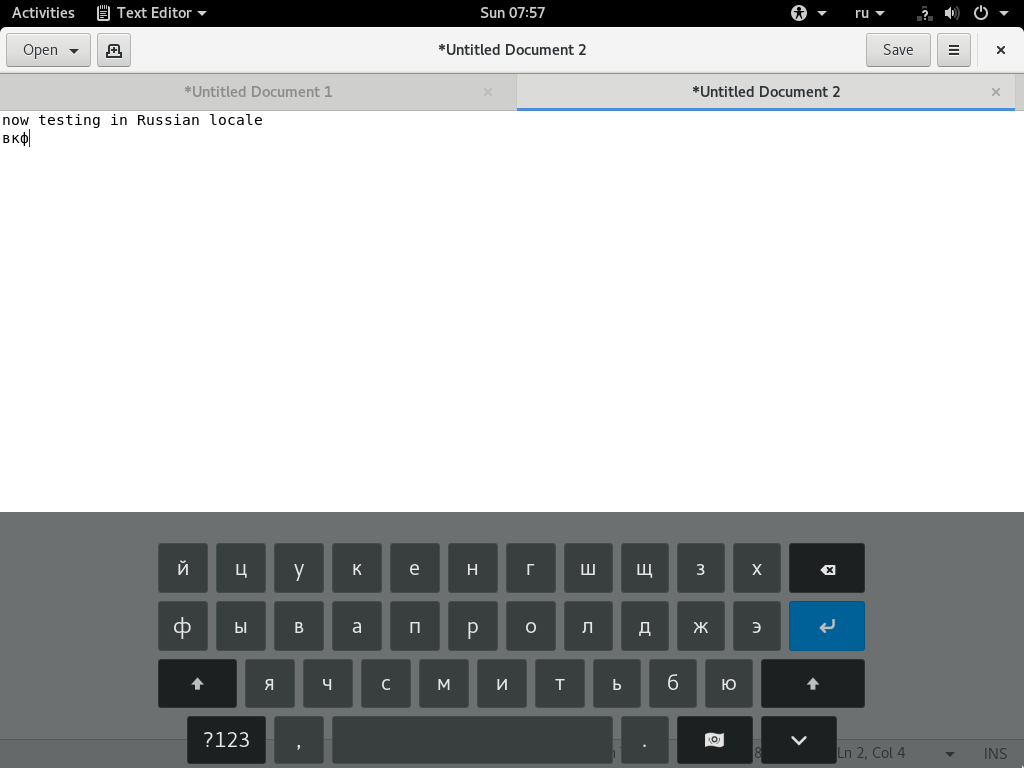 Activities Text Editor Sun 07:57 ru
Open *Untitled Document 2 Save
*Untitled Document 1 *Untitled Document 2
now testing in Russian locale
вкф
й ц у к е н г ш щ з х
ф ы в а п р о л д ж э
я ч с м и т ь б ю
?123 , .
Ln 2, Col 4 INS